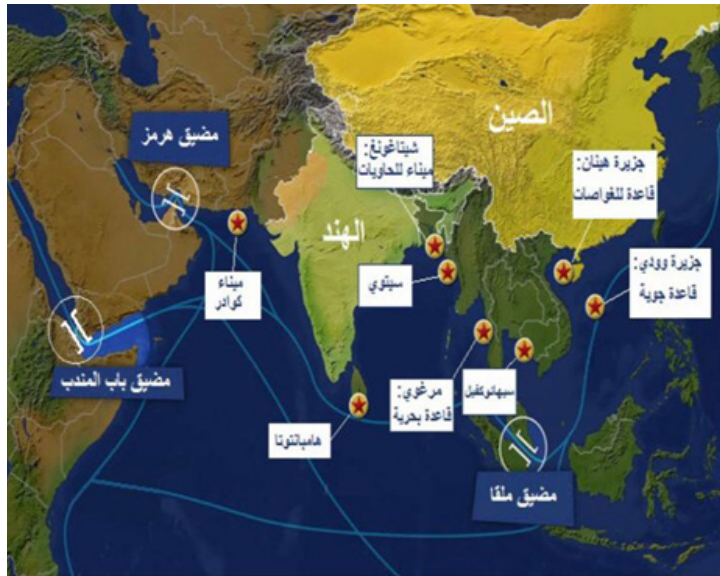 الصين
مضيق هرمز
شيتاغونغ:
ميناء للحاويات
جزيرة هينان:
قاعدة للغواصات
الهند
جزيرة وودي:
قاعدة جوية
ميناء
كوادر
سيتوي
مضيق باب المندب
مرغوي:
قاعدة بحرية
سيهانوكفيل
هامبانتوتا
مضيق ملقا